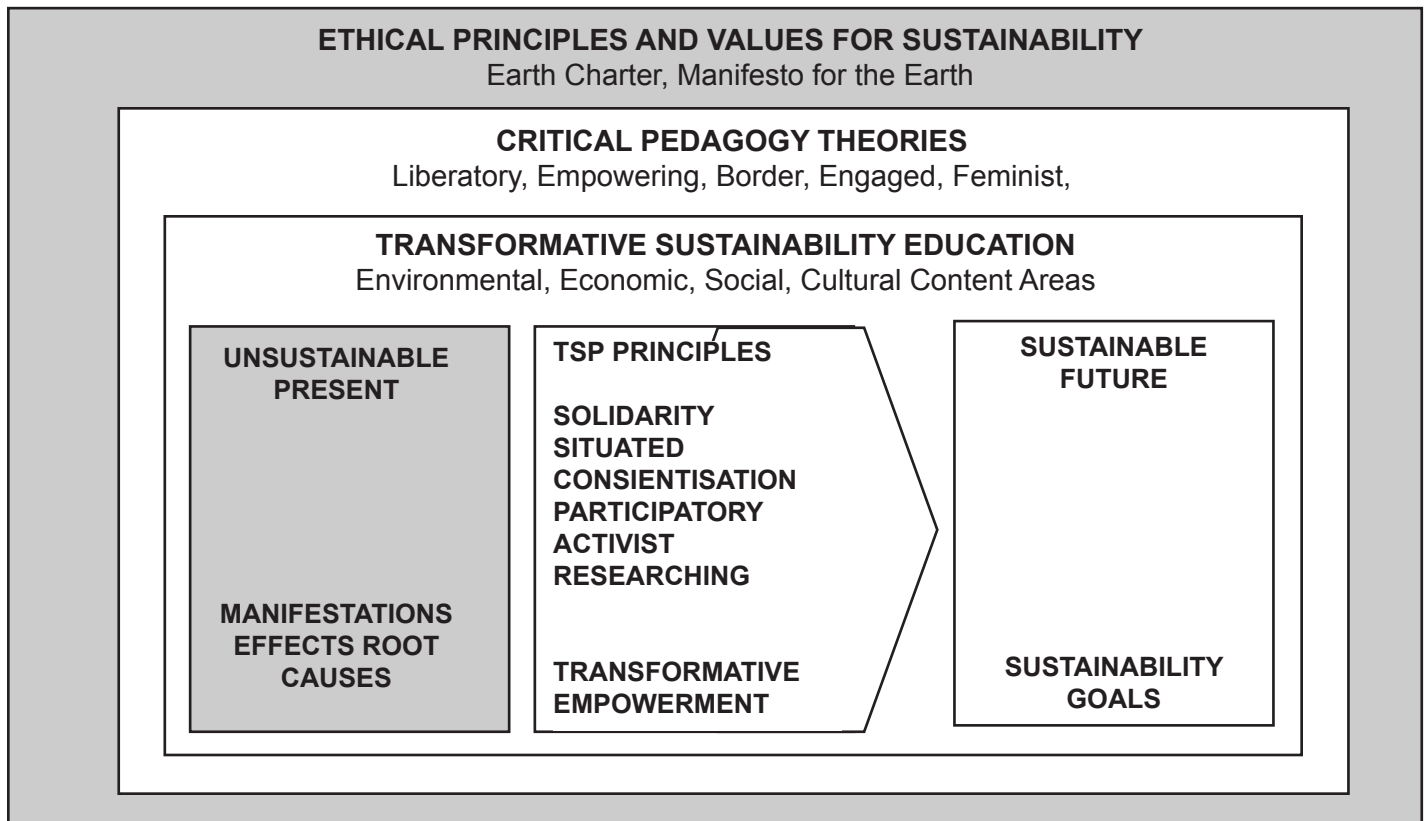 ETHICAL PRINCIPLES AND VALUES FOR SUSTAINABILITY
Earth Charter, Manifesto for the Earth
CRITICAL PEDAGOGY THEORIES
Liberatory, Empowering, Border, Engaged, Feminist,
TRANSFORMATIVE SUSTAINABILITY EDUCATION
Environmental, Economic, Social, Cultural Content Areas
UNSUSTAINABLE
PRESENT
MANIFESTATIONS
EFFECTS ROOT
CAUSES
TSP PRINCIPLES
SOLIDARITY
SITUATED
CONSIENTISATION
PARTICIPATORY
ACTIVIST
RESEARCHING
TRANSFORMATIVE
EMPOWERMENT
SUSTAINABLE
FUTURE
SUSTAINABILITY
GOALS